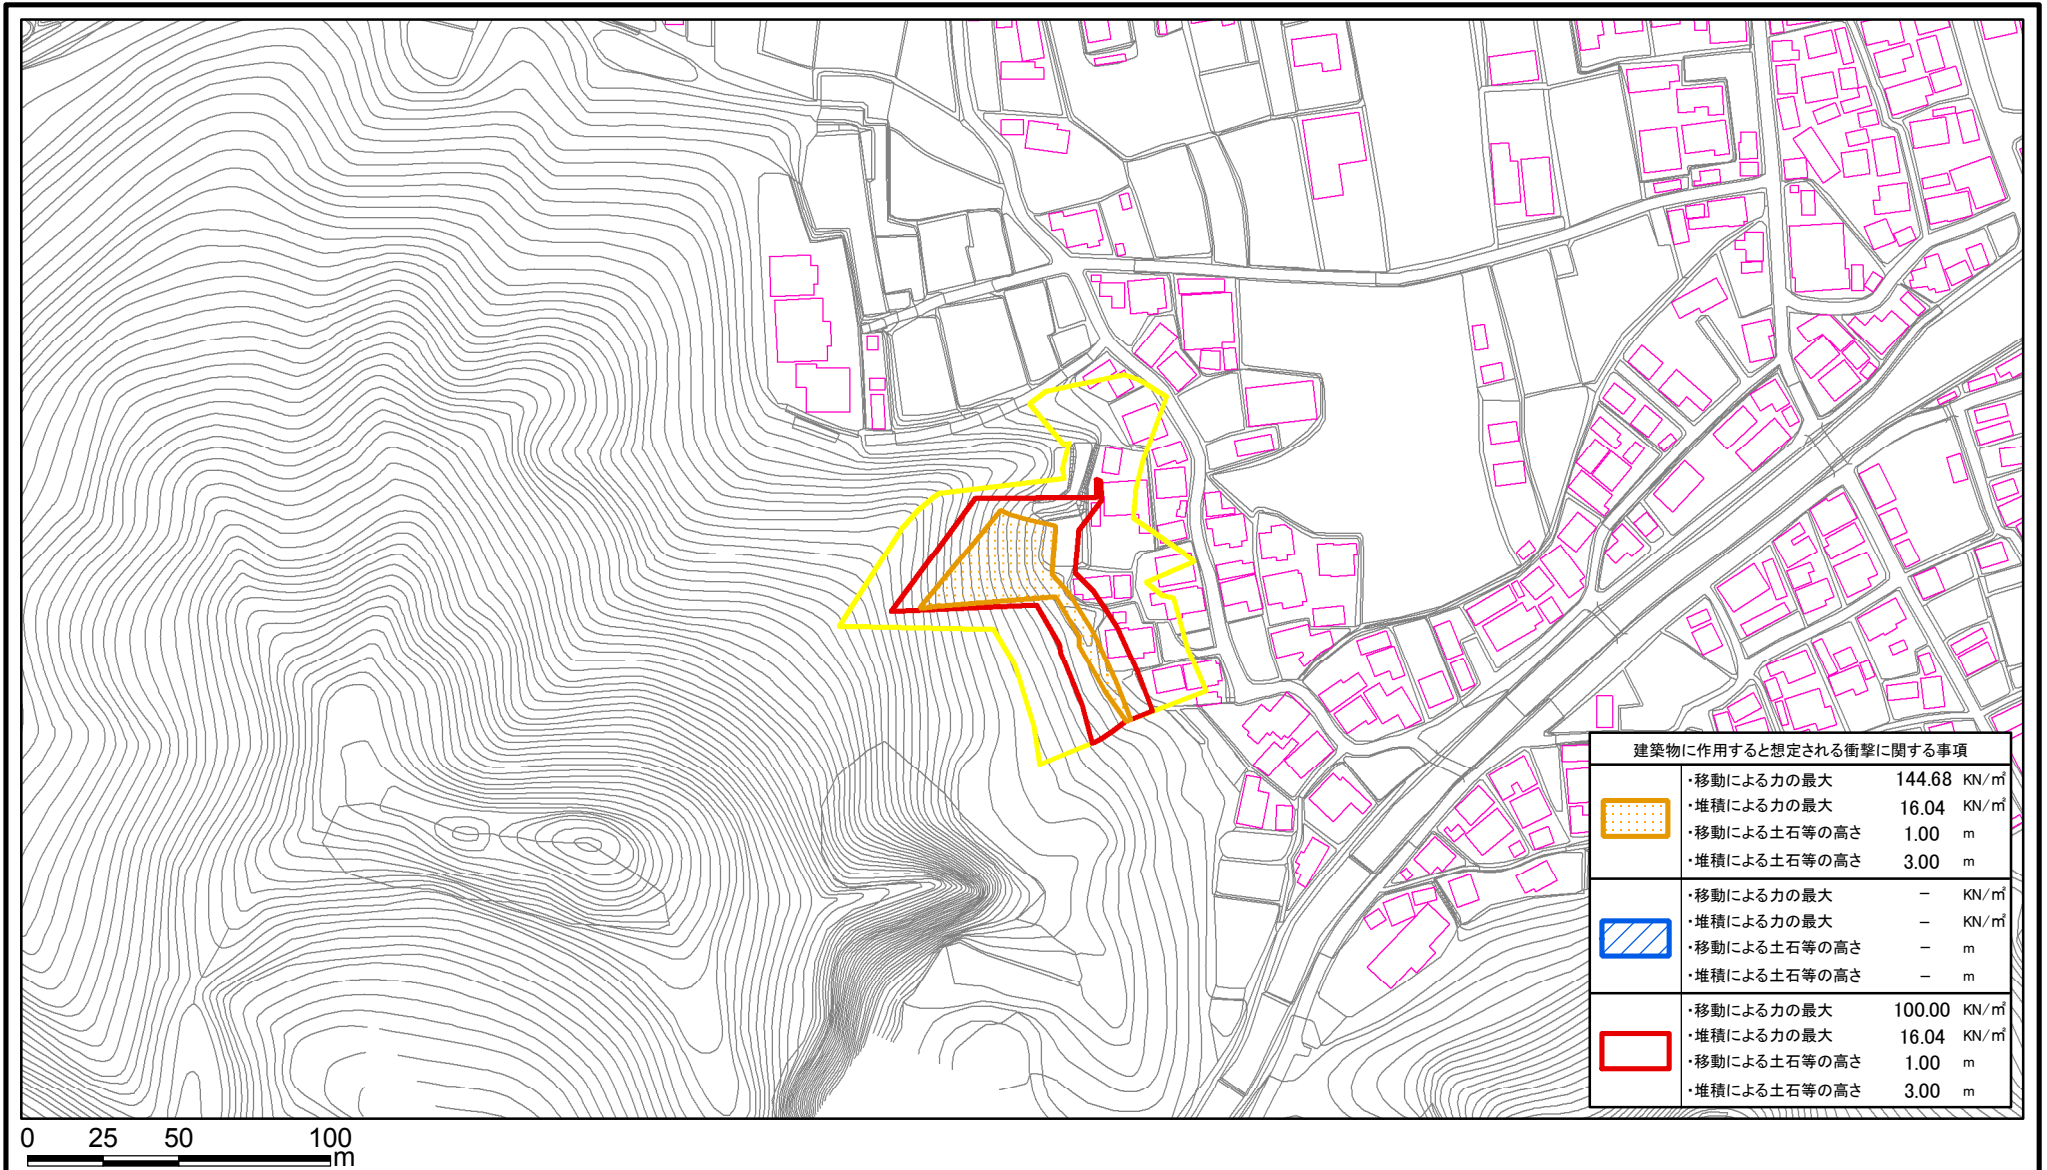 建築物に作用すると想定される衝撃に関する事項
・移動による力の最大 144.68 KN/㎡
・堆積による力の最大 16.04 KN/㎡
・移動による土石等の高さ 1.00 m
・堆積による土石等の高さ 3.00 m
・移動による力の最大 － KN/㎡
・堆積による力の最大 － KN/㎡
・移動による土石等の高さ － m
・堆積による土石等の高さ － m
・移動による力の最大 100.00 KN/㎡
・堆積による力の最大 16.04 KN/㎡
・移動による土石等の高さ 1.00 m
・堆積による土石等の高さ 3.00 m
0 25 50 100
m